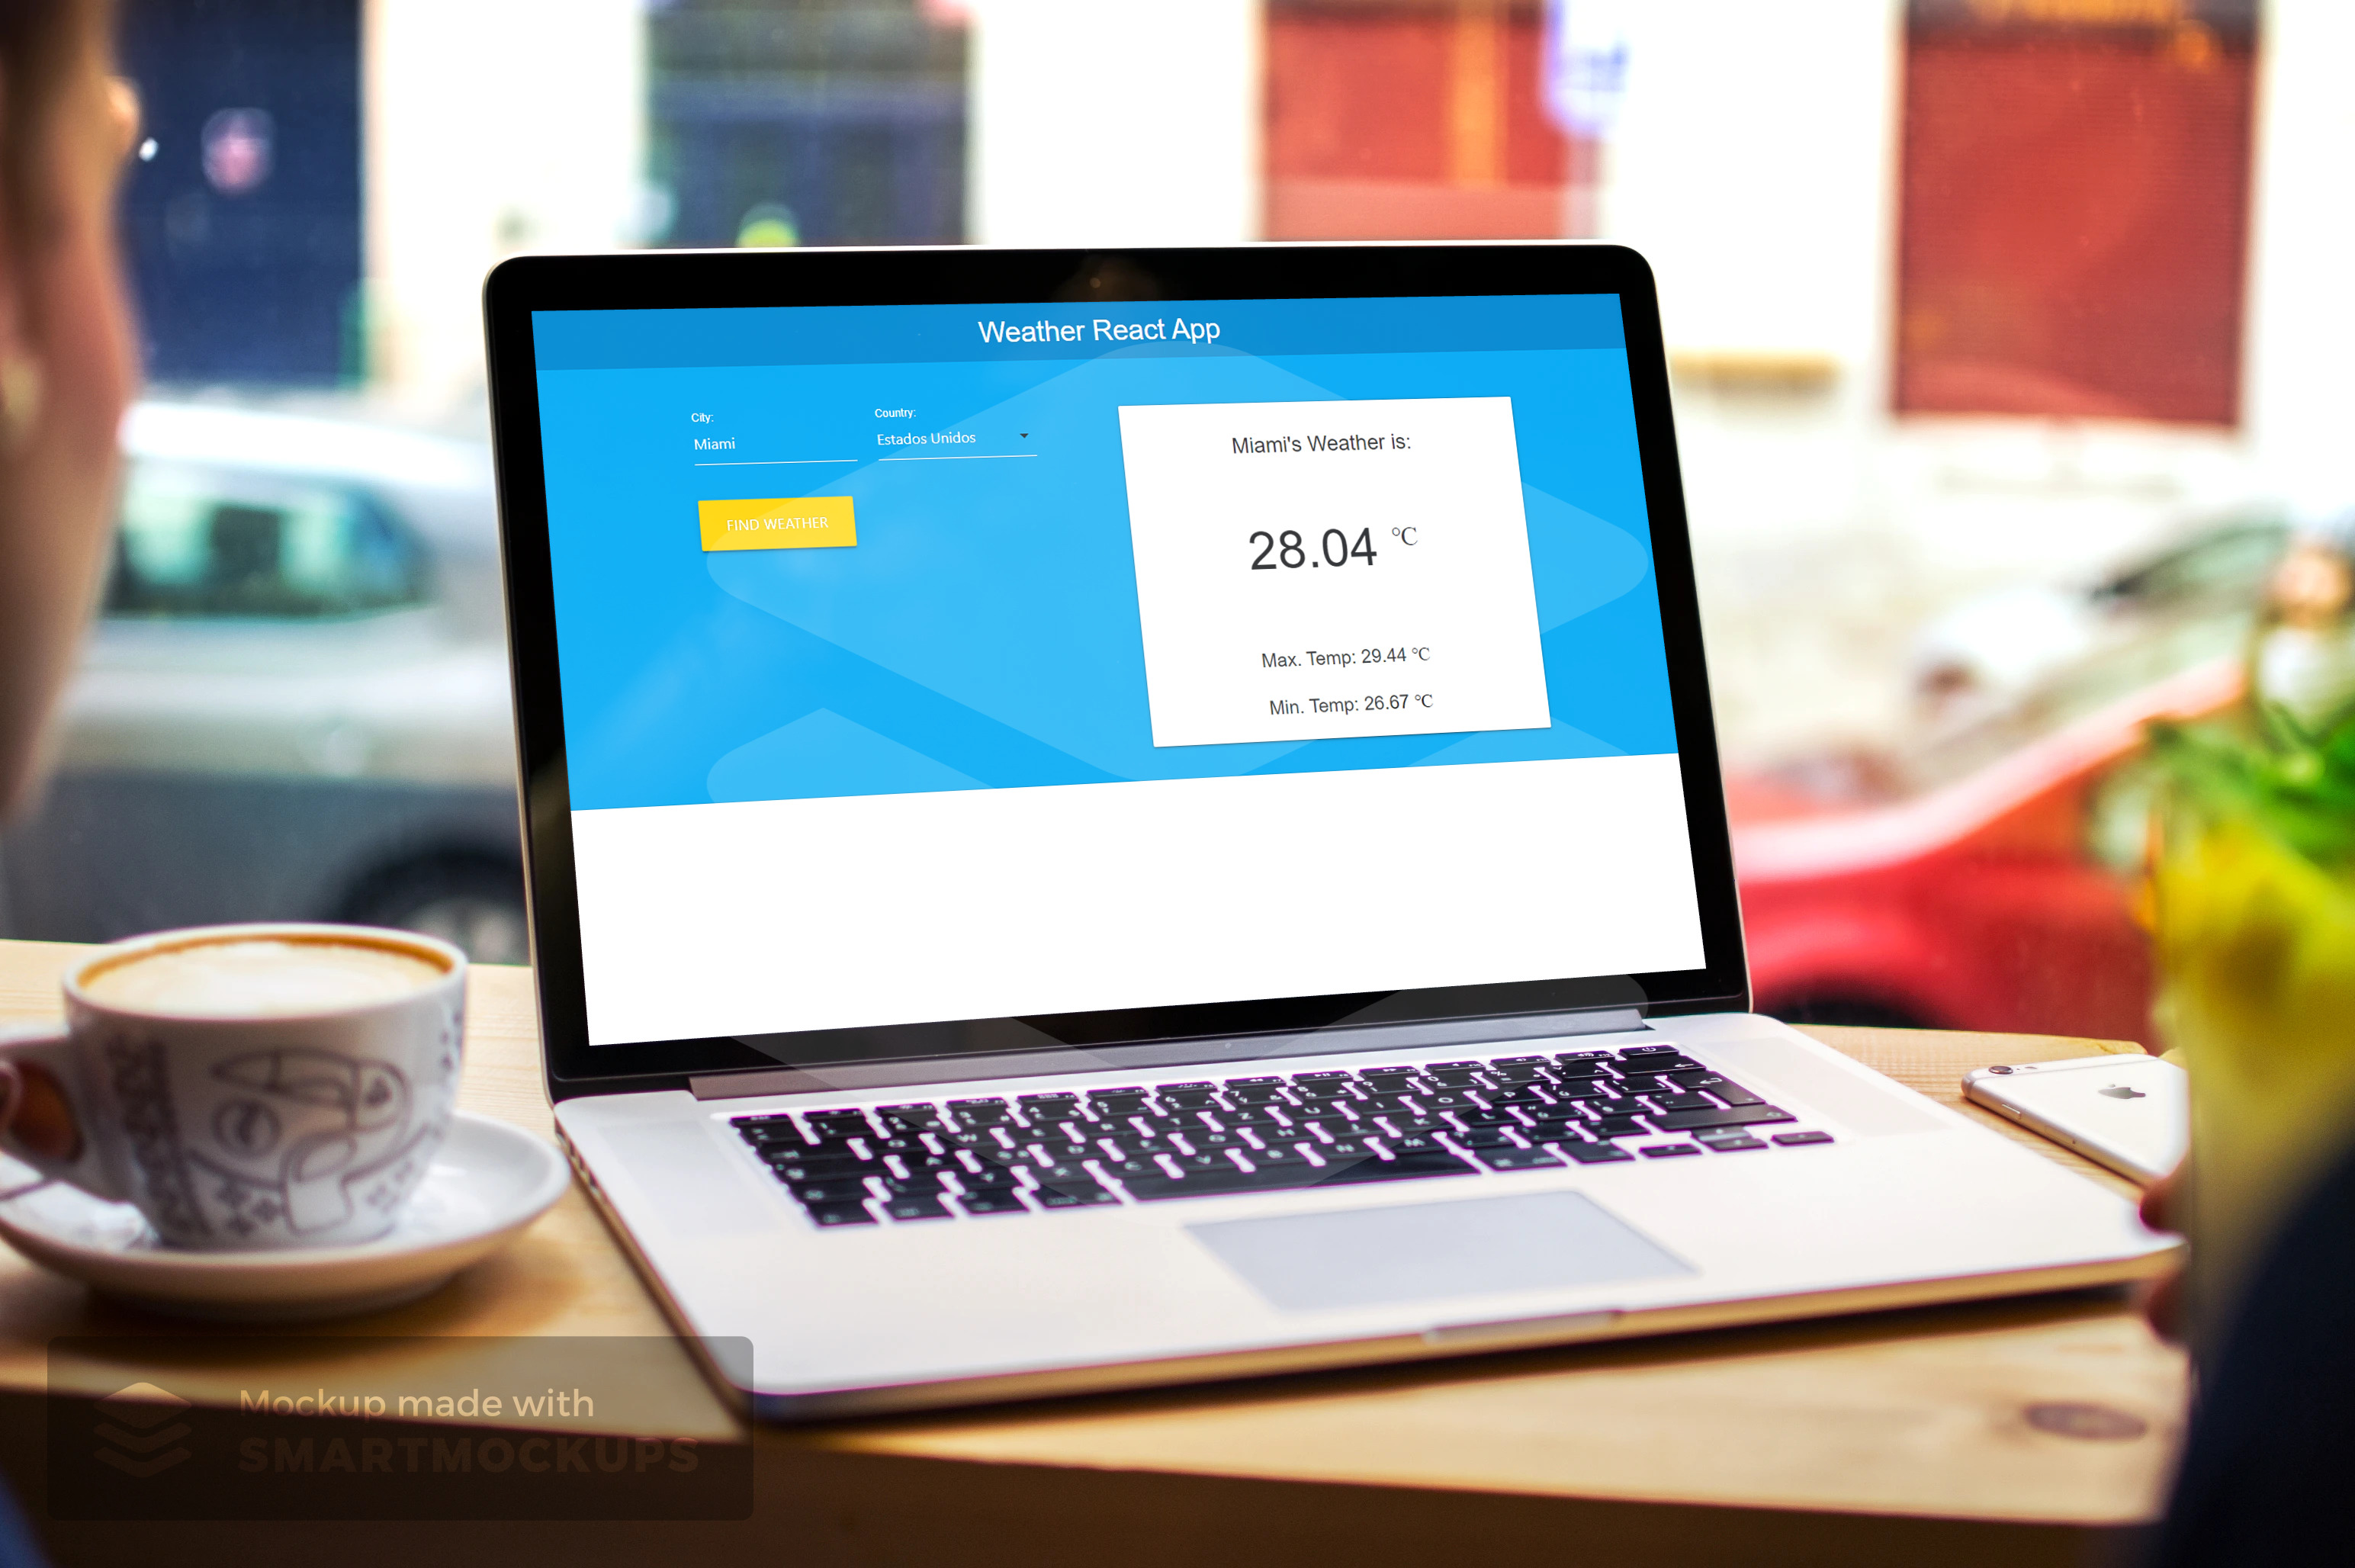 Weather React App
City:
Miami
Country:
Estados Unidos
FIND WEATHER
Miami's Weather is:
28.04 °C
Max. Temp: 29.44 °C
Min. Temp: 26.67 °C
Mockup made with
SMARTMOCKUPS